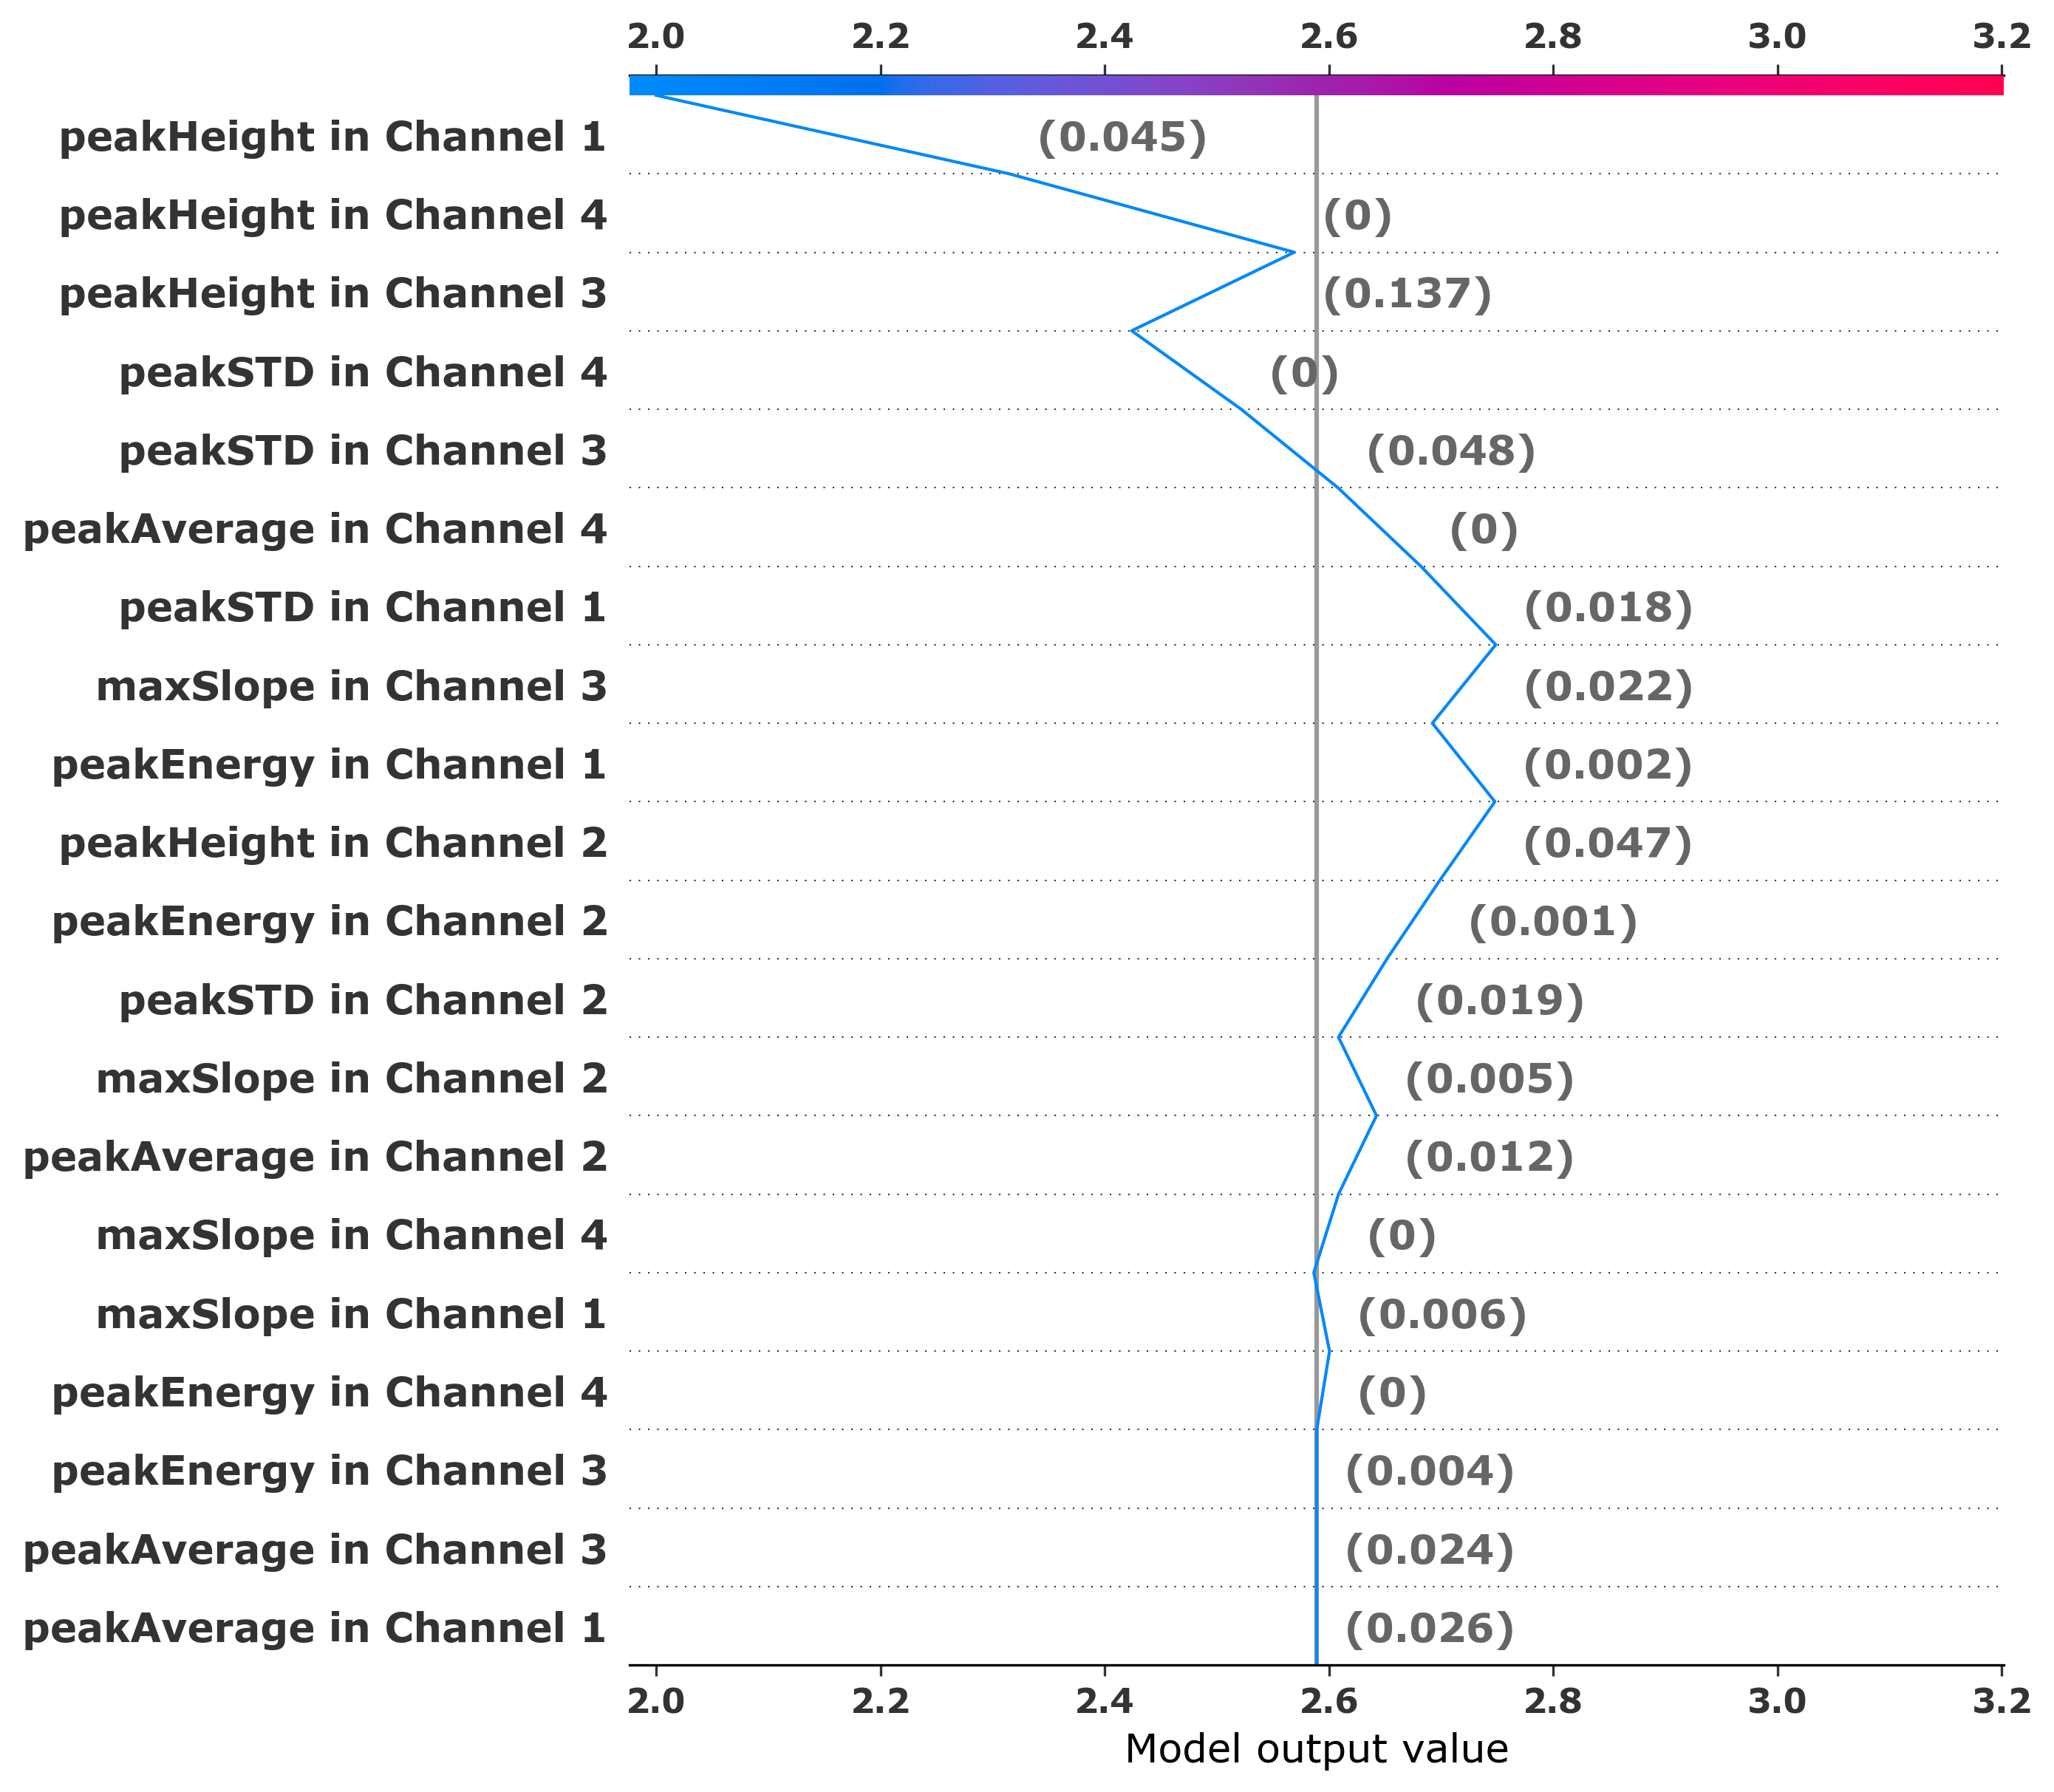 2.0 2.2 2.4 2.6 2.8 3.0 3.2
peakHeight in Channel 1 (0.045)
peakHeight in Channel 4 (0)
peakHeight in Channel 3 (0.137)
peakSTD in Channel 4 (0)
peakSTD in Channel 3 (0.048)
peakAverage in Channel 4 (0)
peakSTD in Channel 1 (0.018)
maxSlope in Channel 3 (0.022)
peakEnergy in Channel 1 (0.002)
peakHeight in Channel 2 (0.047)
peakEnergy in Channel 2 (0.001)
peakSTD in Channel 2 (0.019)
maxSlope in Channel 2 (0.005)
peakAverage in Channel 2 (0.012)
maxSlope in Channel 4 (0)
maxSlope in Channel 1 (0.006)
peakEnergy in Channel 4 (0)
peakEnergy in Channel 3 (0.004)
peakAverage in Channel 3 (0.024)
peakAverage in Channel 1 (0.026)
2.0 2.2 2.4 2.6 2.8 3.0 3.2
Model output value